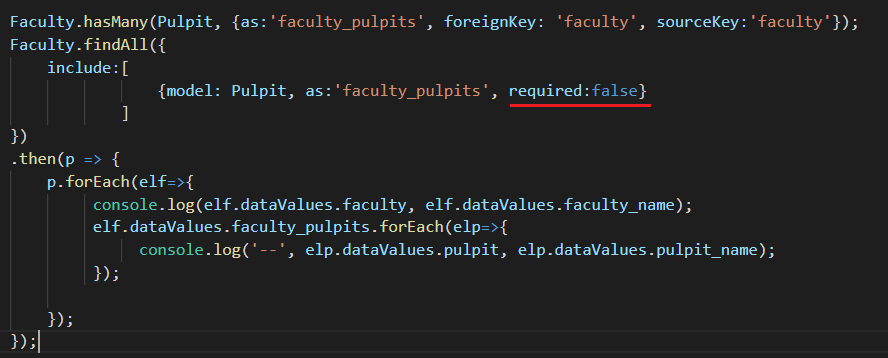 Faculty.hasMany(Pulpit, {as:'faculty_pulpits', foreignKey: 'faculty', sourceKey:'faculty'});
Faculty.findAll({
include:[
{model: Pulpit, as:'faculty_pulpits', required:false}
]
})
.then(p => {
p.forEach(elf=>{
console.log(elf.dataValues.faculty, elf.dataValues.faculty_name);
elf.dataValues.faculty_pulpits.forEach(elp=>{
console.log('--', elp.dataValues.pulpit, elp.dataValues.pulpit_name);
});
});
});